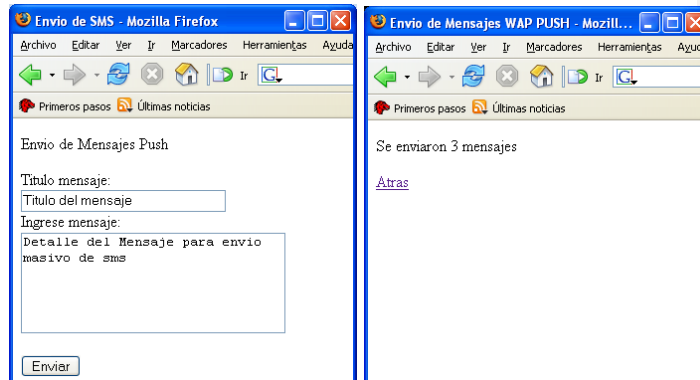 Envio de SMS - Mozilla Firefox
Archivo Editar Ver Ir Marcadores Herramientas Ayuda
Ir G
Primeros pasos Últimas noticias
Envio de Mensajes Push
Titulo mensaje:
Titulo del mensaje
Ingrese mensaje:
Detalle del Mensaje para envio
masivo de sms
Enviar
Envio de Mensajes WAP PUSH - Mozill...
Archivo Editar Ver Ir Marcadores Herramientas Ayud
Ir G
Primeros pasos Últimas noticias
Se enviaron 3 mensajes
Atras